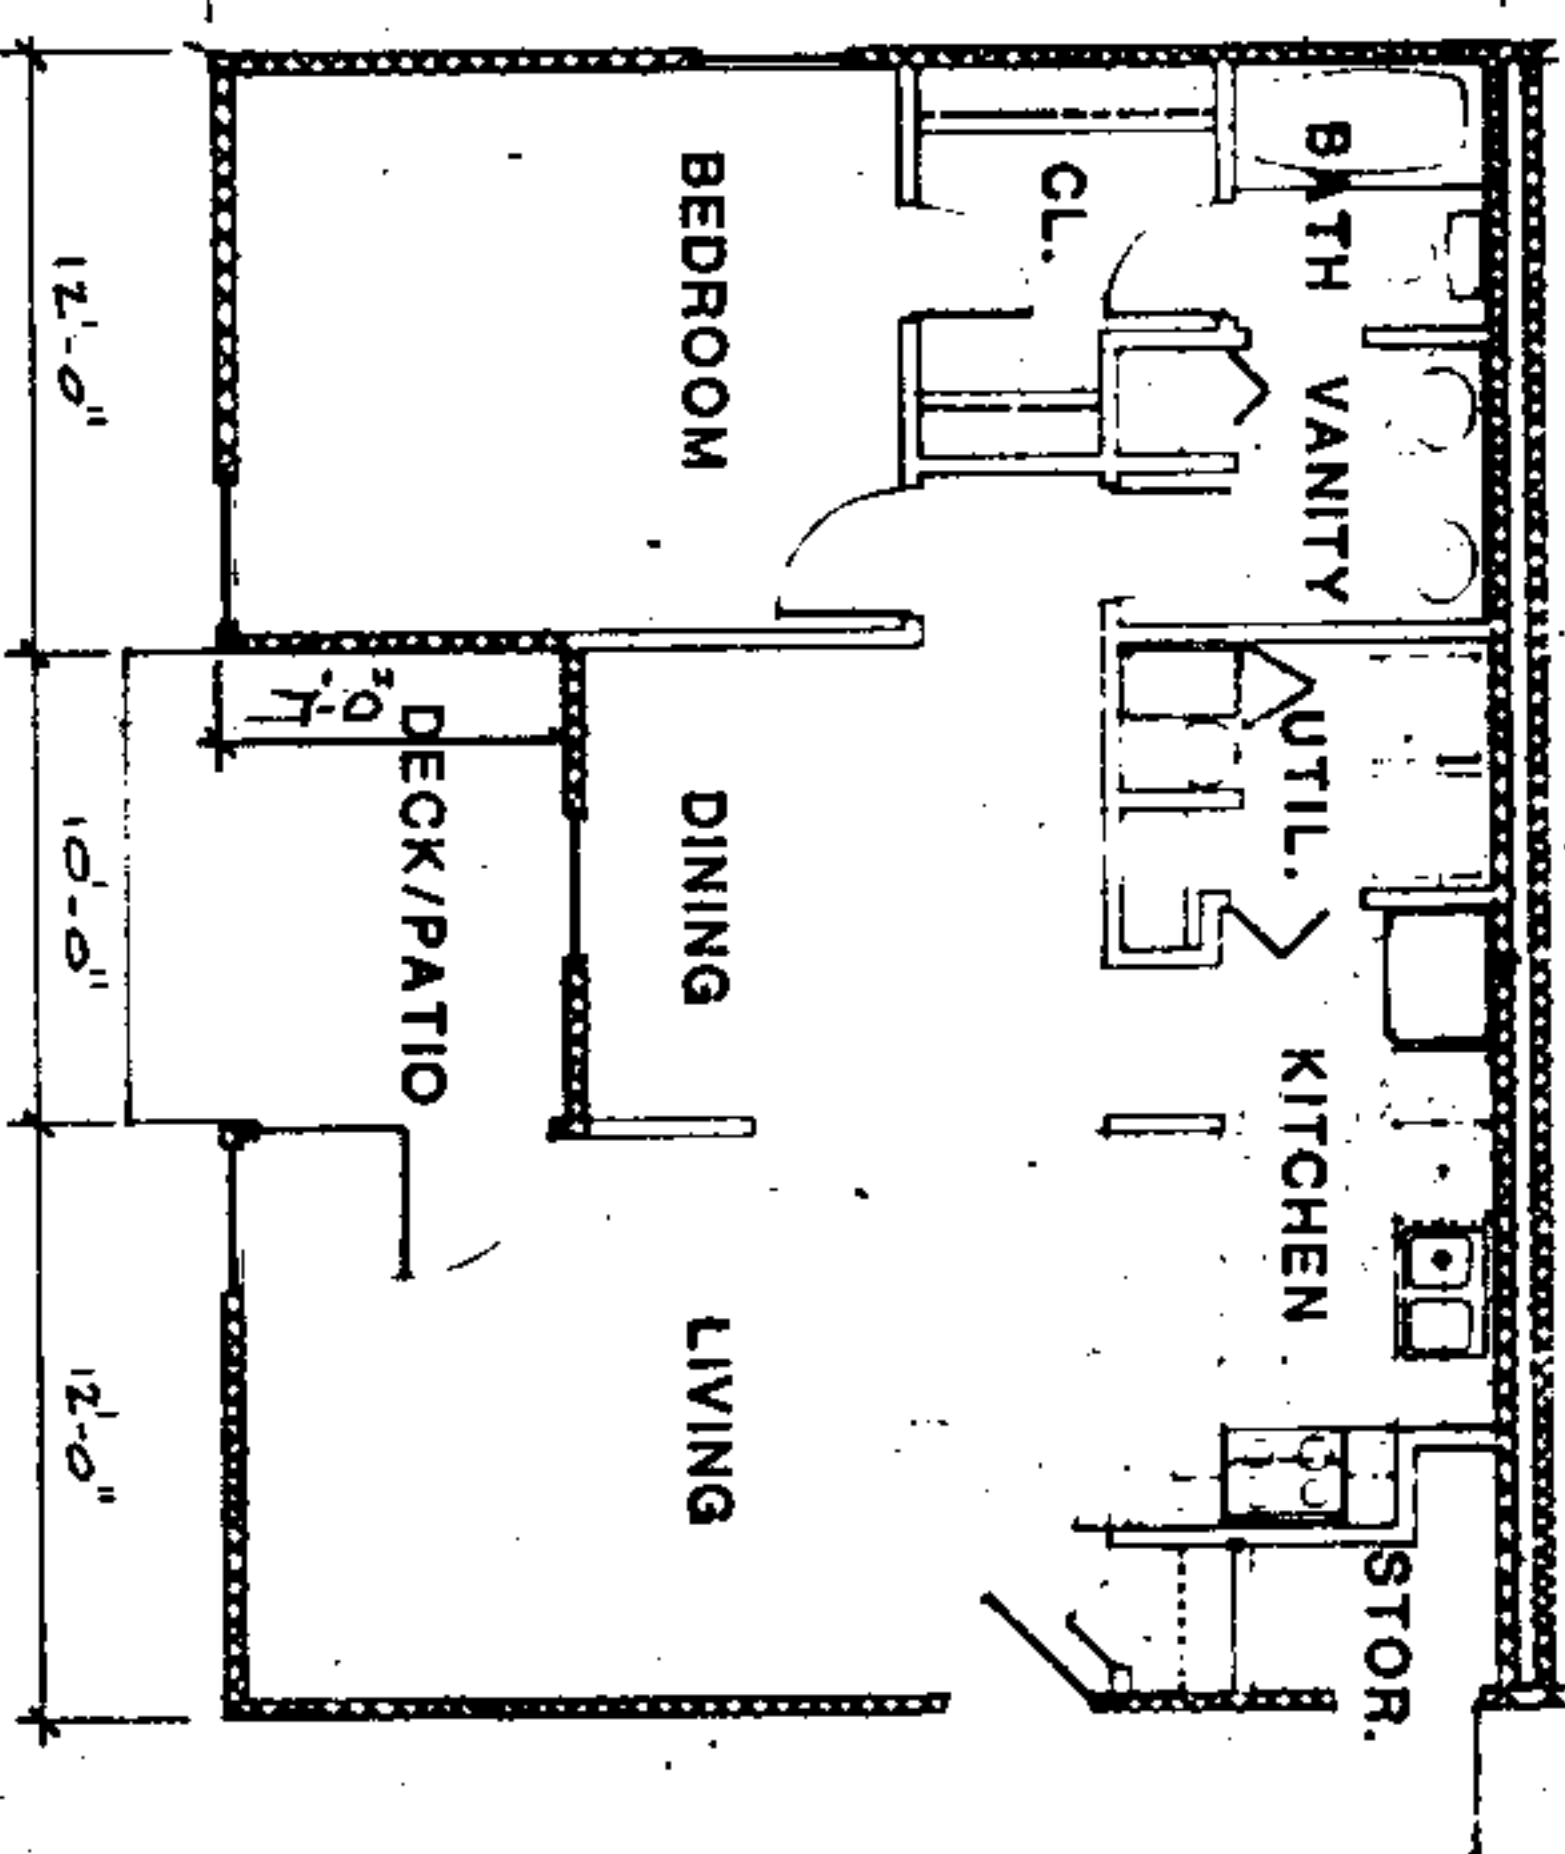 BATH
VANITY
UTIL.
KITCHEN
STOR.
CL.
BEDROOM
DINING
LIVING
DECK/PATIO
7'-0"
12'-0"
10'-0"
12'-0"